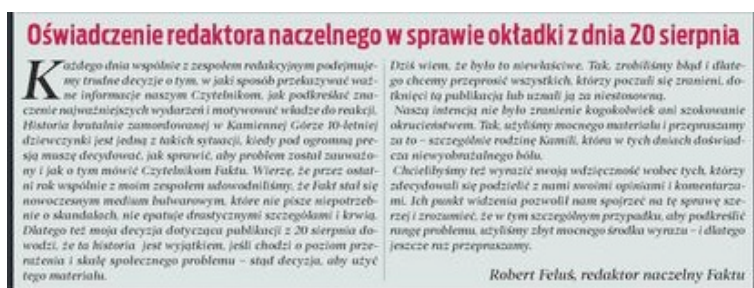 Oświadczenie redaktora naczelnego w sprawie okładki z dnia 20 sierpnia
Każdego dnia wspólnie z zespołem redakcyjnym podejmuje-
my trudne decyzje o tym, w jaki sposób przekazywać waż-
ne informacje naszym Czytelnikom, jak podkreślać zna-
czenie najważniejszych wydarzeń i motywować władze do reakcji.
Historia brutalnie zamordowanej w Kamiennej Górze 10-letniej
dziewczynki jest jedną z takich sytuacji, kiedy pod ogromną pre-
sją muszę decydować, jak sprawić, aby problem został zauważo-
ny i jak o tym mówić Czytelnikom Faktu. Wierzę, że przez ostat-
ni rok wspólnie z moim zespołem udowodniliśmy, że Fakt stał się
nowoczesnym medium bulwarowym, które nie pisze niepotrzeb-
nie o skandalach, nie epatuje drastycznymi szczegółami i krwią.
Dlatego też moja decyzja dotycząca publikacji z 20 sierpnia do-
wodzi, że ta historia jest wyjątkiem, jeśli chodzi o poziom prze-
rażenia i skalę społecznego problemu – stąd decyzja, aby użyć
tego materiału.
Dziś wiem, że było to niewłaściwe. Tak, zrobiliśmy błąd i dlate-
go chcemy przeprosić wszystkich, którzy poczuli się zranieni, do-
tknięci tą publikacją lub uznali ją za niestosowną.
Naszą intencją nie było zranienie kogokolwiek ani szokowanie
okrucieństwem. Tak, użyliśmy mocnego materiału i przepraszamy
za to – szczególnie rodzinę Kamili, która w tych dniach doświad-
cza niewyobrażalnego bólu.
Chcielibyśmy też wyrazić swoją wdzięczność wobec tych, którzy
zdecydowali się podzielić z nami swoimi opiniami i komentarza-
mi. Ich punkt widzenia pozwolił nam spojrzeć na tę sprawę sze-
rzej i zrozumieć, że w tym szczególnym przypadku, aby podkreślić
rangę problemu, użyliśmy zbyt mocnego środka wyrazu – i dlatego
jeszcze raz przepraszamy.
Robert Feluś, redaktor naczelny Faktu